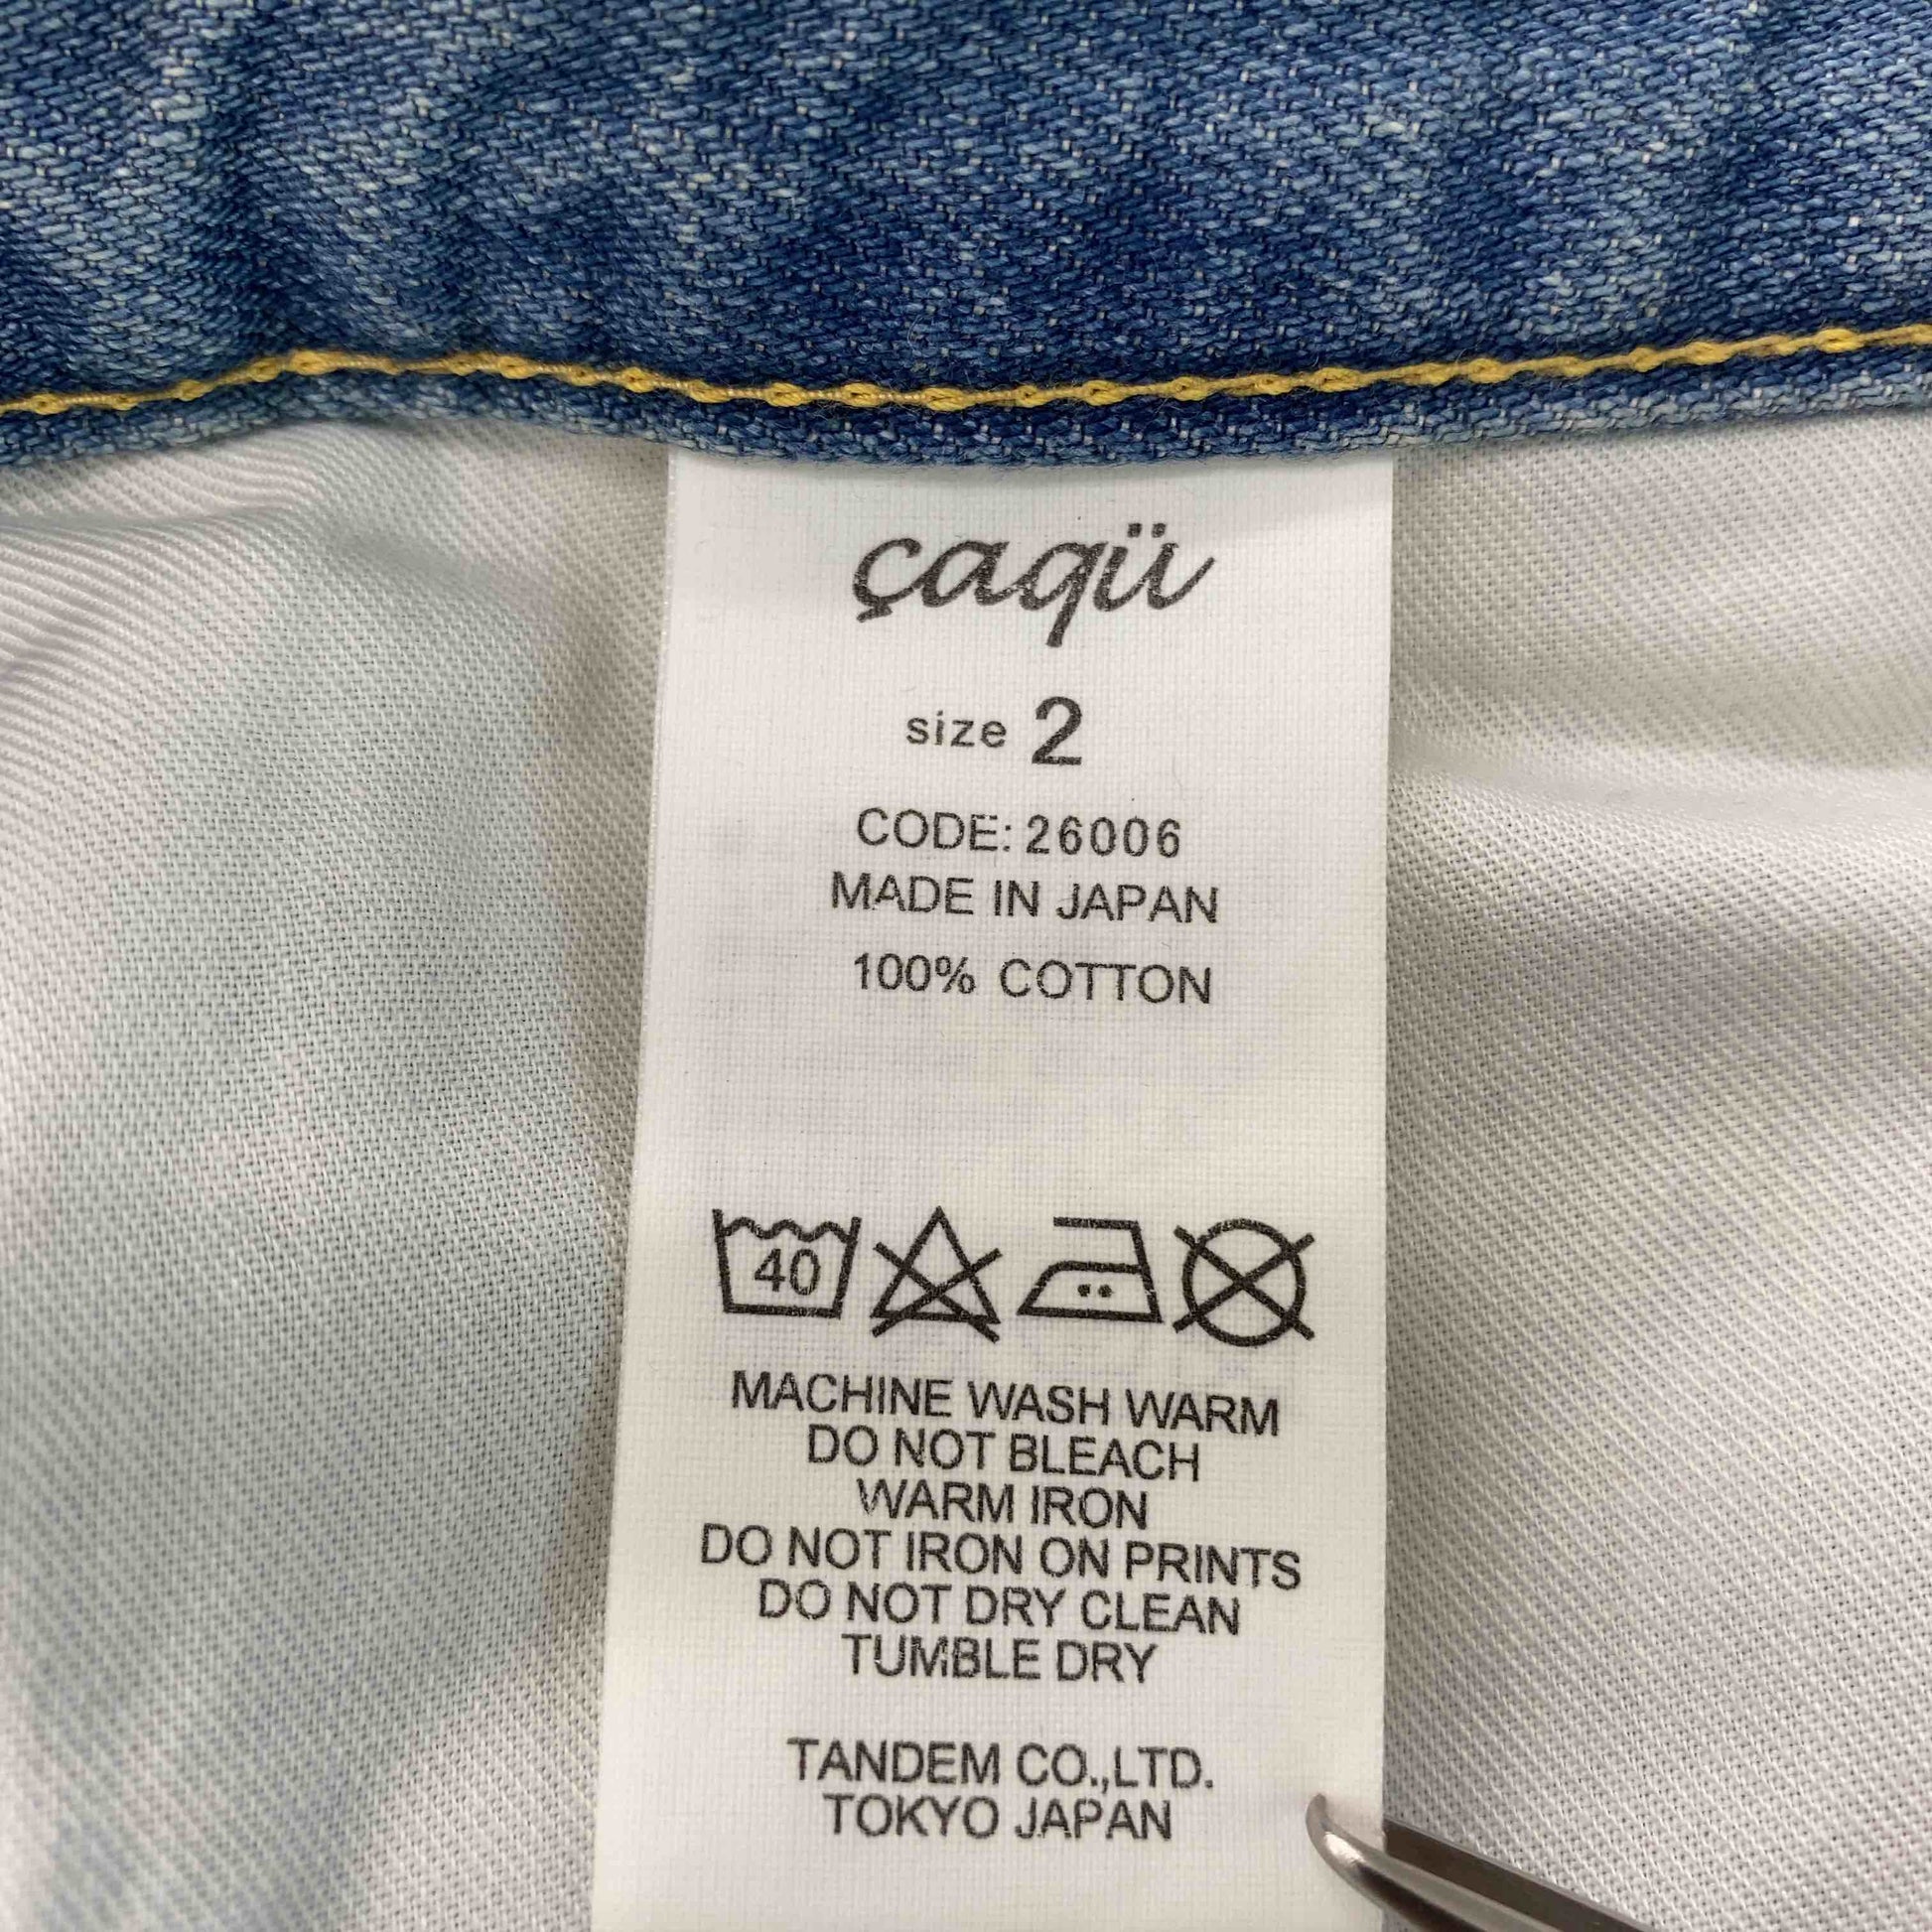 çaqü
size 2
CODE: 26006
MADE IN JAPAN
100% COTTON
40
MACHINE WASH WARM
DO NOT BLEACH
WARM IRON
DO NOT IRON ON PRINTS
DO NOT DRY CLEAN
TUMBLE DRY
TANDEM CO.,LTD.
TOKYO JAPAN